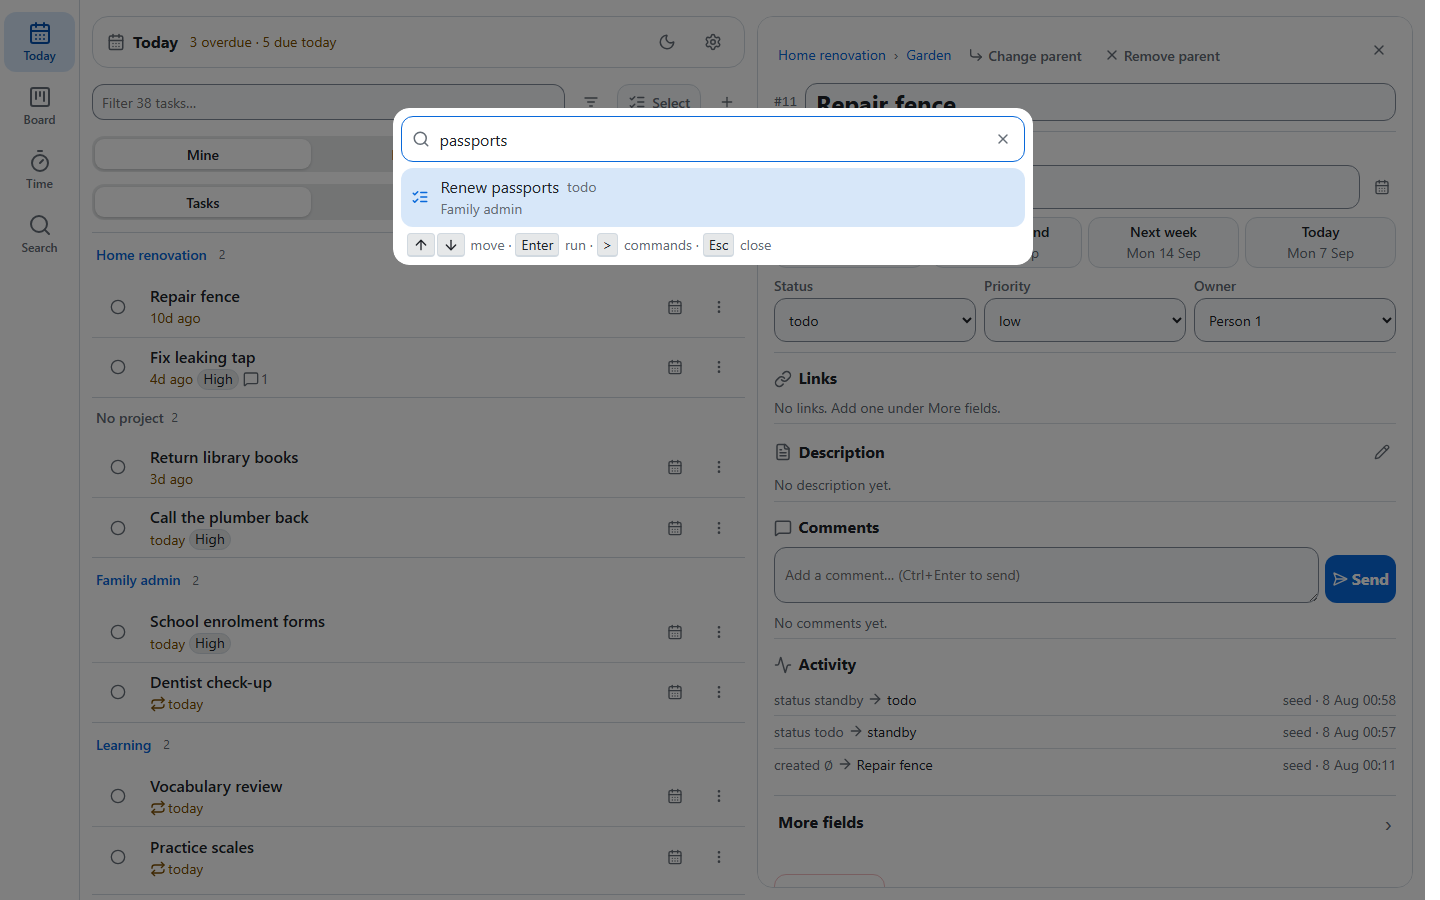 Today
Board
Time
Search
Today 3 overdue · 5 due today
Filter 38 tasks...
Select
Mine
Tasks
Home renovation 2
Repair fence
10d ago
Fix leaking tap
4d ago High 1
No project 2
Return library books
3d ago
Call the plumber back
today High
Family admin 2
School enrolment forms
today High
Dentist check-up
today
Learning 2
Vocabulary review
today
Practice scales
today
passports
Renew passports todo
Family admin
↑ ↓ move · Enter run · > commands · Esc close
Home renovation › Garden Change parent Remove parent
#11 Repair fence
Next week
Mon 14 Sep
Today
Mon 7 Sep
Status Priority Owner
todo low Person 1
Links
No links. Add one under More fields.
Description
No description yet.
Comments
Add a comment... (Ctrl+Enter to send)
Send
No comments yet.
Activity
status standby → todo seed · 8 Aug 00:58
status todo → standby seed · 8 Aug 00:57
created ∅ → Repair fence seed · 8 Aug 00:11
More fields